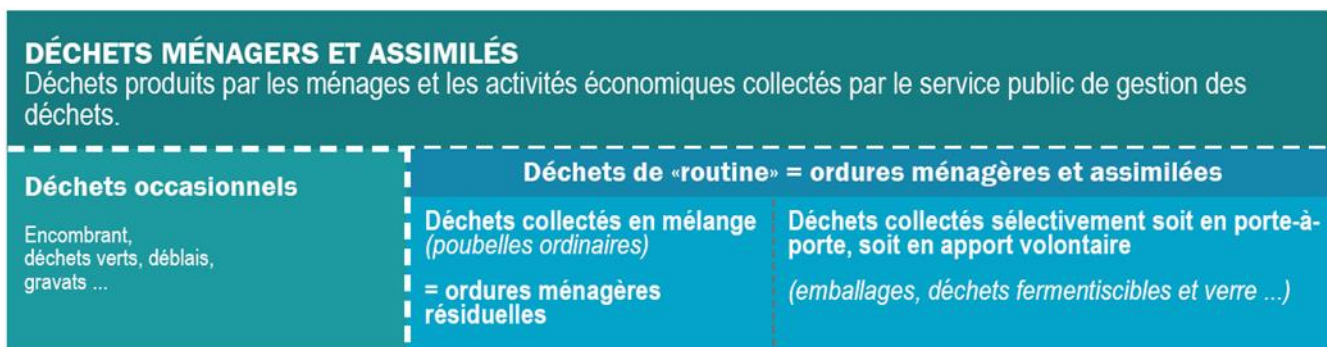 DÉCHETS MÉNAGERS ET ASSIMILÉS
Déchets produits par les ménages et les activités économiques collectés par le service public de gestion des
déchets.
Déchets occasionnels
Encombrant,
déchets verts, déblais,
gravats ...
Déchets de «routine» = ordures ménagères et assimilées
Déchets collectés en mélange
(poubelles ordinaires)
= ordures ménagères
résiduelles
Déchets collectés sélectivement soit en porte-à-
porte, soit en apport volontaire
(emballages, déchets fermentiscibles et verre ...)